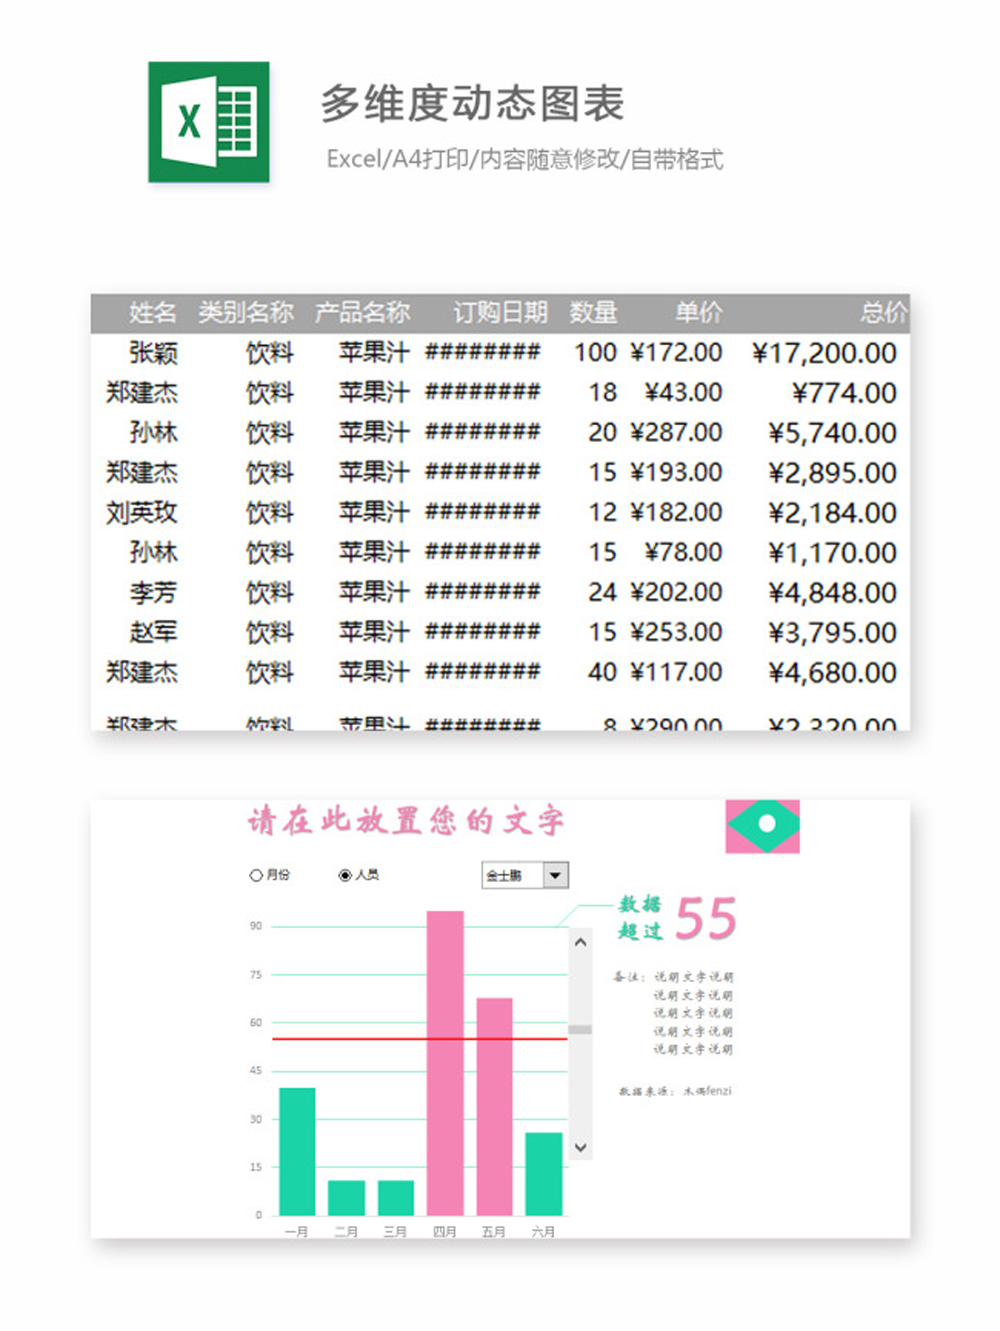 X
多维度动态图表
Excel/A4打印/内容随意修改/自带格式
姓名 类别名称 产品名称 订购日期 数量 单价 总价
张颖 饮料 苹果汁 ######## 100 ¥172.00 ¥17,200.00
郑建杰 饮料 苹果汁 ######## 18 ¥43.00 ¥774.00
孙林 饮料 苹果汁 ######## 20 ¥287.00 ¥5,740.00
郑建杰 饮料 苹果汁 ######## 15 ¥193.00 ¥2,895.00
刘英玫 饮料 苹果汁 ######## 12 ¥182.00 ¥2,184.00
孙林 饮料 苹果汁 ######## 15 ¥78.00 ¥1,170.00
李芳 饮料 苹果汁 ######## 24 ¥202.00 ¥4,848.00
赵军 饮料 苹果汁 ######## 15 ¥253.00 ¥3,795.00
郑建杰 饮料 苹果汁 ######## 40 ¥117.00 ¥4,680.00
郑建杰 饮料 苹果汁 ######## 8 ¥290.00 ¥2,320.00
请在此放置您的文字
月份 人员 金士鹏
数据
超过
55
90
75
60
45
30
15
0
一月 二月 三月 四月 五月 六月
备注：说明文字说明
说明文字说明
说明文字说明
说明文字说明
说明文字说明
数据来源：木偶fenzi